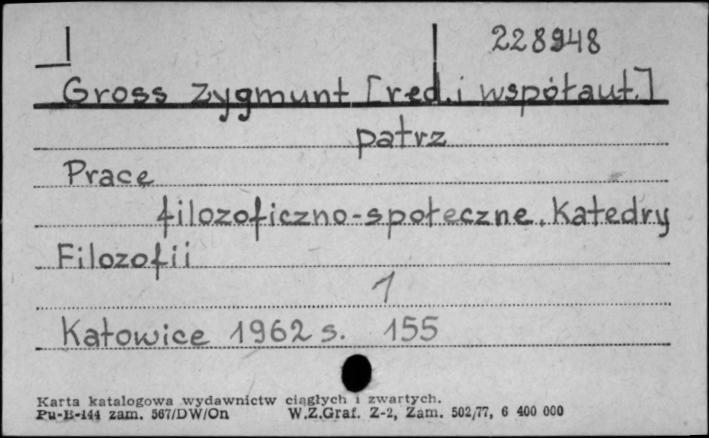 228948
Gross Zygmunt [red. i współaut.]
patrz
Prace
filozoficzno-społeczne. Katedry
Filozofii
1
Katowice 1962 s. 155
Karta katalogowa wydawnictw ciągłych i zwartych.
Pu-B-144 zam. 567/DW/On W.Z.Graf. Z-2, Zam. 502/77, 6 400 000